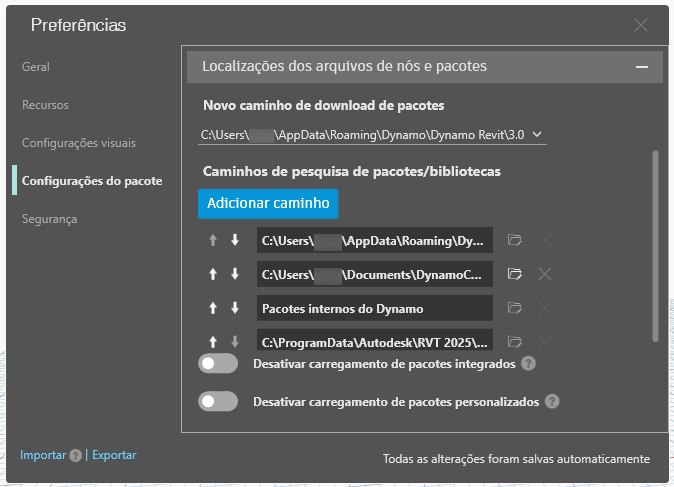 Preferências
Geral
Recursos
Configurações visuais
Configurações do pacote
Segurança
Localizações dos arquivos de nós e pacotes
Novo caminho de download de pacotes
C:\Users\ \AppData\Roaming\Dynamo\Dynamo Revit\3.0
Caminhos de pesquisa de pacotes/bibliotecas
Adicionar caminho
C:\Users\ \AppData\Roaming\Dy...
C:\Users\ \Documents\DynamoC...
Pacotes internos do Dynamo
C:\ProgramData\Autodesk\RVT 2025\...
Desativar carregamento de pacotes integrados ?
Desativar carregamento de pacotes personalizados ?
Importar ? | Exportar
Todas as alterações foram salvas automaticamente